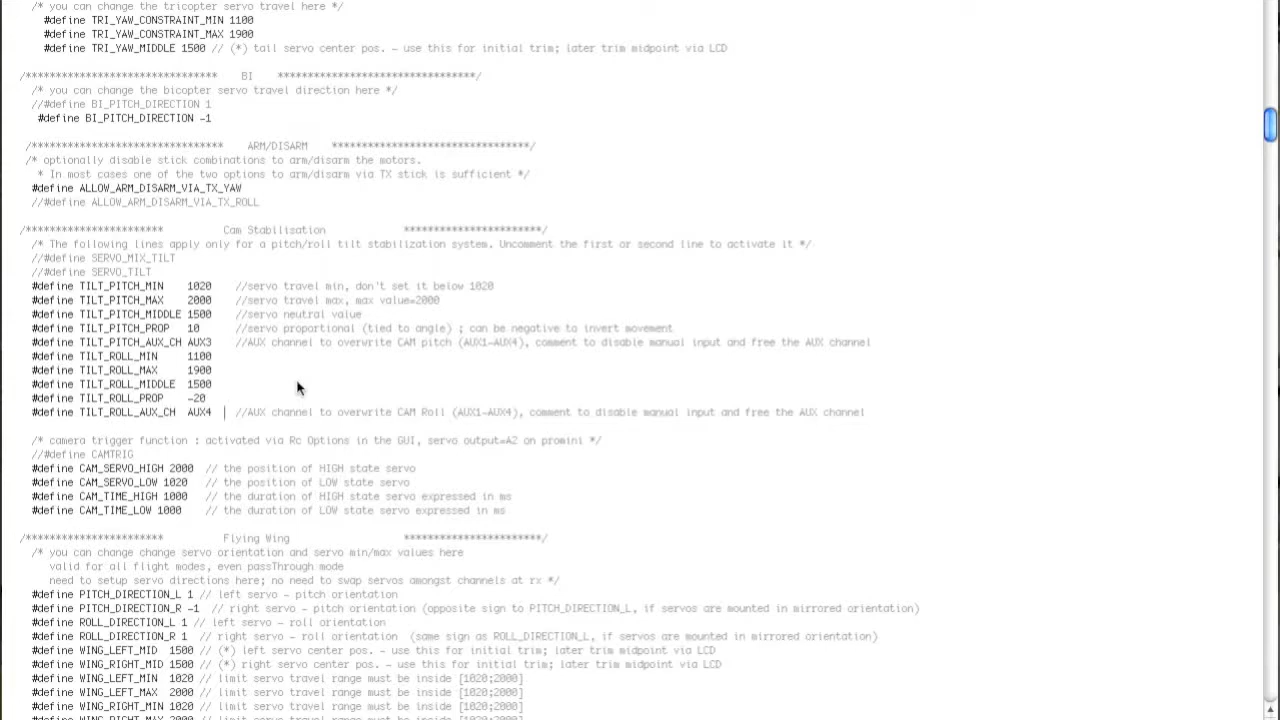 /* you can change the tricopter servo travel here */
#define TRI_YAW_CONSTRAINT_MIN 1100
#define TRI_YAW_CONSTRAINT_MAX 1900
#define TRI_YAW_MIDDLE 1500 // (*) tail servo center pos. - use this for initial trim; later trim midpoint via LCD
/******************************** BI *********************************/
/* you can change the bicopter servo travel direction here */
//#define BI_PITCH_DIRECTION 1
#define BI_PITCH_DIRECTION -1
/******************************** ARM/DISARM *********************************/
/* optionally disable stick combinations to arm/disarm the motors.
* In most cases one of the two options to arm/disarm via TX stick is sufficient */
#define ALLOW_ARM_DISARM_VIA_TX_YAW
//#define ALLOW_ARM_DISARM_VIA_TX_ROLL
/*********************** Cam Stabilisation ***********************/
/* The following lines apply only for a pitch/roll tilt stabilization system. Uncomment the first or second line to activate it */
//#define SERVO_MIX_TILT
//#define SERVO_TILT
#define TILT_PITCH_MIN 1020 //servo travel min, don't set it below 1020
#define TILT_PITCH_MAX 2000 //servo travel max, max value=2000
#define TILT_PITCH_MIDDLE 1500 //servo neutral value
#define TILT_PITCH_PROP 10 //servo proportional (tied to angle) ; can be negative to invert movement
#define TILT_PITCH_AUX_CH AUX3 //AUX channel to overwrite CAM pitch (AUX1-AUX4), comment to disable manual input and free the AUX channel
#define TILT_ROLL_MIN 1100
#define TILT_ROLL_MAX 1900
#define TILT_ROLL_MIDDLE 1500
#define TILT_ROLL_PROP -20
#define TILT_ROLL_AUX_CH AUX4 //AUX channel to overwrite CAM Roll (AUX1-AUX4), comment to disable manual input and free the AUX channel
/* camera trigger function : activated via Rc Options in the GUI, servo output=A2 on promini */
//#define CAMTRIG
#define CAM_SERVO_HIGH 2000 // the position of HIGH state servo
#define CAM_SERVO_LOW 1020 // the position of LOW state servo
#define CAM_TIME_HIGH 1000 // the duration of HIGH state servo expressed in ms
#define CAM_TIME_LOW 1000 // the duration of LOW state servo expressed in ms
/*********************** Flying Wing ***********************/
/* you can change change servo orientation and servo min/max values here
valid for all flight modes, even passThrough mode
need to setup servo directions here; no need to swap servos amongst channels at rx */
#define PITCH_DIRECTION_L 1 // left servo - pitch orientation
#define PITCH_DIRECTION_R -1 // right servo - pitch orientation (opposite sign to PITCH_DIRECTION_L, if servos are mounted in mirrored orientation)
#define ROLL_DIRECTION_L 1 // left servo - roll orientation
#define ROLL_DIRECTION_R 1 // right servo - roll orientation (same sign as ROLL_DIRECTION_L, if servos are mounted in mirrored orientation)
#define WING_LEFT_MID 1500 // (*) left servo center pos. - use this for initial trim; later trim midpoint via LCD
#define WING_RIGHT_MID 1500 // (*) right servo center pos. - use this for initial trim; later trim midpoint via LCD
#define WING_LEFT_MIN 1020 // limit servo travel range must be inside [1020;2000]
#define WING_LEFT_MAX 2000 // limit servo travel range must be inside [1020;2000]
#define WING_RIGHT_MIN 1020 // limit servo travel range must be inside [1020;2000]
#define WING_RIGHT_MAX 2000 // limit servo travel range must be inside [1020;2000]